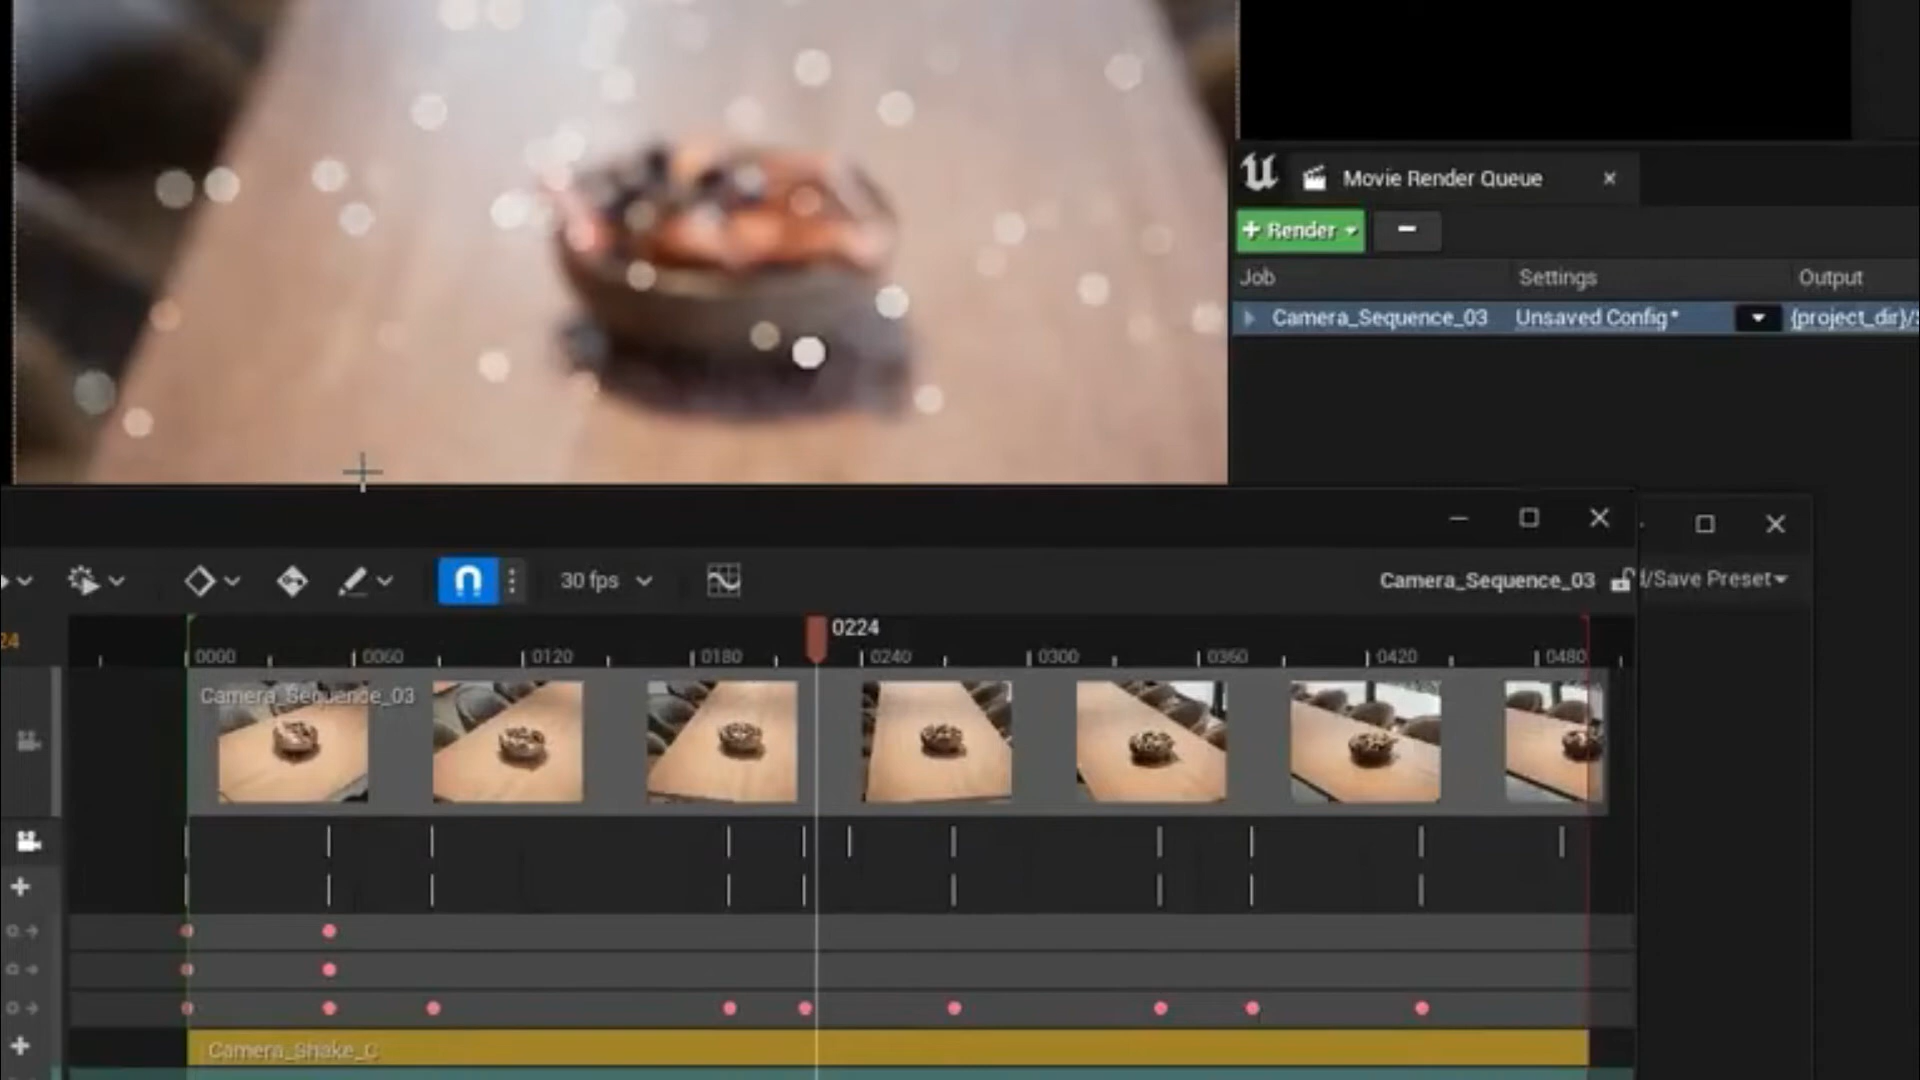 Movie Render Queue
+ Render
Job Settings Output
Camera_Sequence_03 Unsaved Config* {project_dir}/
30 fps
Camera_Sequence_03
/Save Preset
24
0224
0000 0060 0120 0180 0240 0300 0360 0420 0480
Camera_Sequence_03
Camera_Shake_C